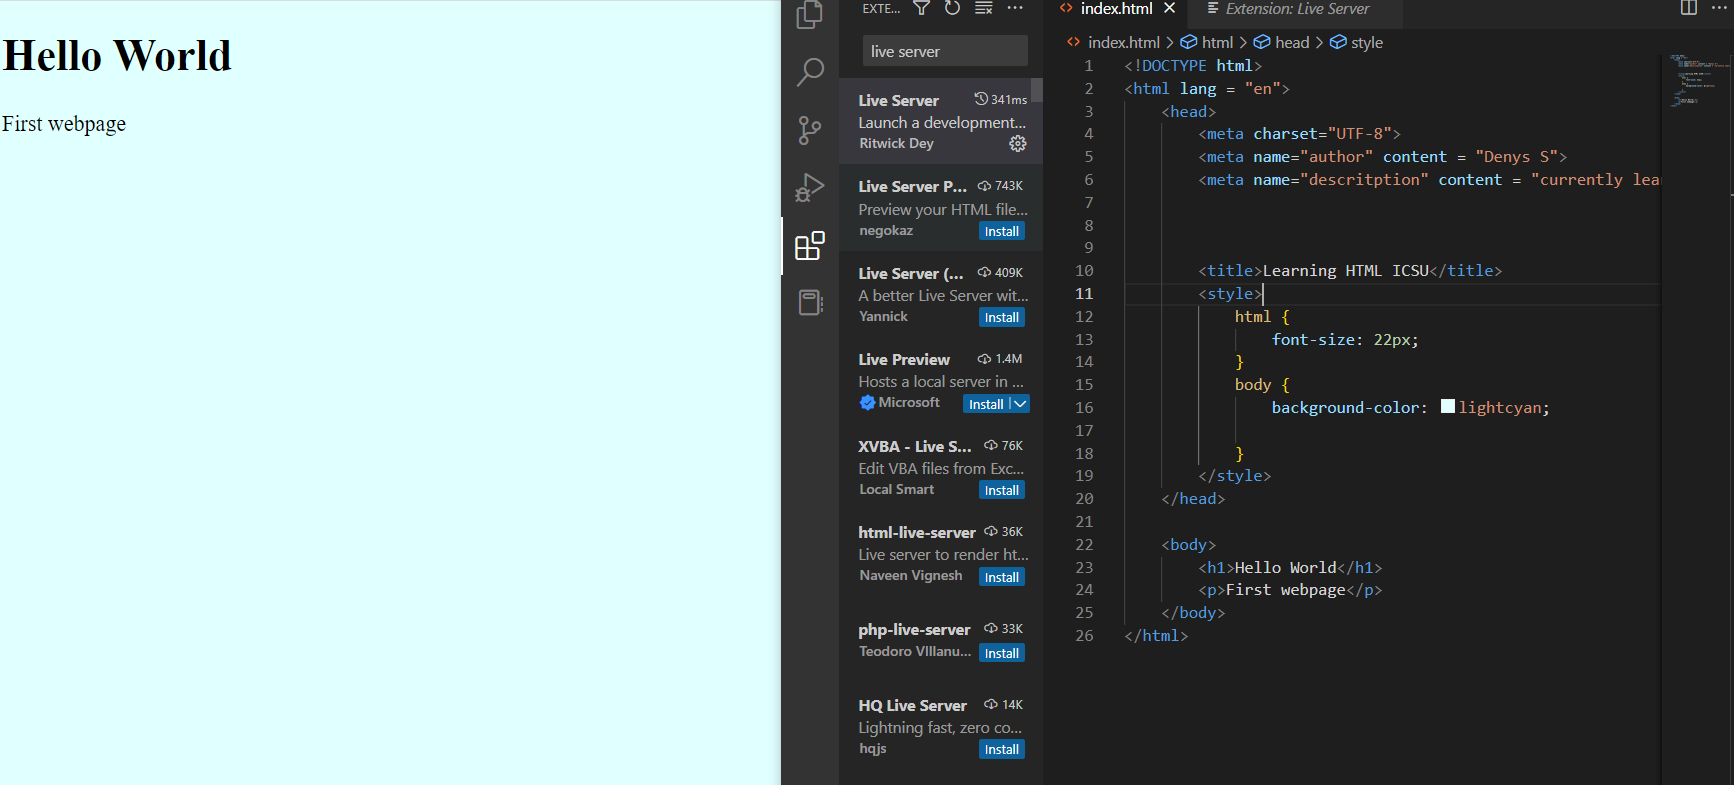 Hello World
First webpage
EXTE...
live server
Live Server 341ms
Launch a development...
Ritwick Dey
Live Server P... 743K
Preview your HTML file...
negokaz Install
Live Server (... 409K
A better Live Server wit...
Yannick Install
Live Preview 1.4M
Hosts a local server in ...
Microsoft Install
XVBA - Live S... 76K
Edit VBA files from Exc...
Local Smart Install
html-live-server 36K
Live server to render ht...
Naveen Vignesh Install
php-live-server 33K
Teodoro VIllanu... Install
HQ Live Server 14K
Lightning fast, zero co...
hqjs Install
index.html Extension: Live Server
index.html > html > head > style
1 <!DOCTYPE html>
2 <html lang = "en">
3 <head>
4 <meta charset="UTF-8">
5 <meta name="author" content = "Denys S">
6 <meta name="descritption" content = "currently lea
7
8
9
10 <title>Learning HTML ICSU</title>
11 <style>
12 html {
13 font-size: 22px;
14 }
15 body {
16 background-color: lightcyan;
17
18 }
19 </style>
20 </head>
21
22 <body>
23 <h1>Hello World</h1>
24 <p>First webpage</p>
25 </body>
26 </html>